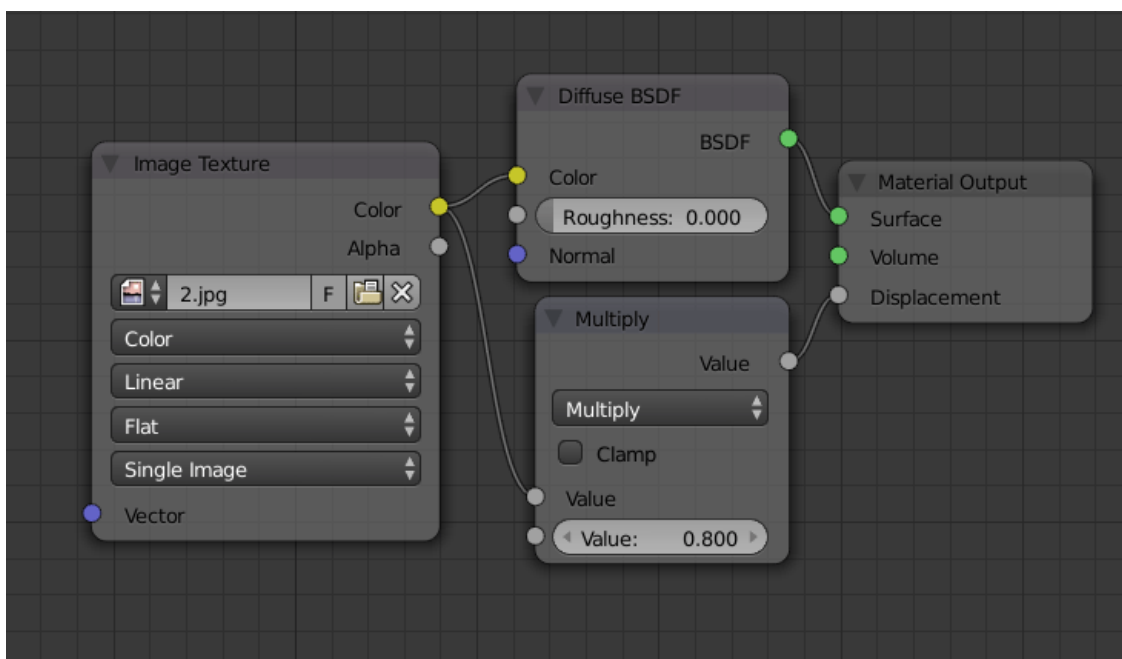 Image Texture
Color
Alpha
2.jpg
F
Color
Linear
Flat
Single Image
Vector
Diffuse BSDF
BSDF
Color
Roughness: 0.000
Normal
Multiply
Value
Multiply
Clamp
Value
Value: 0.800
Material Output
Surface
Volume
Displacement